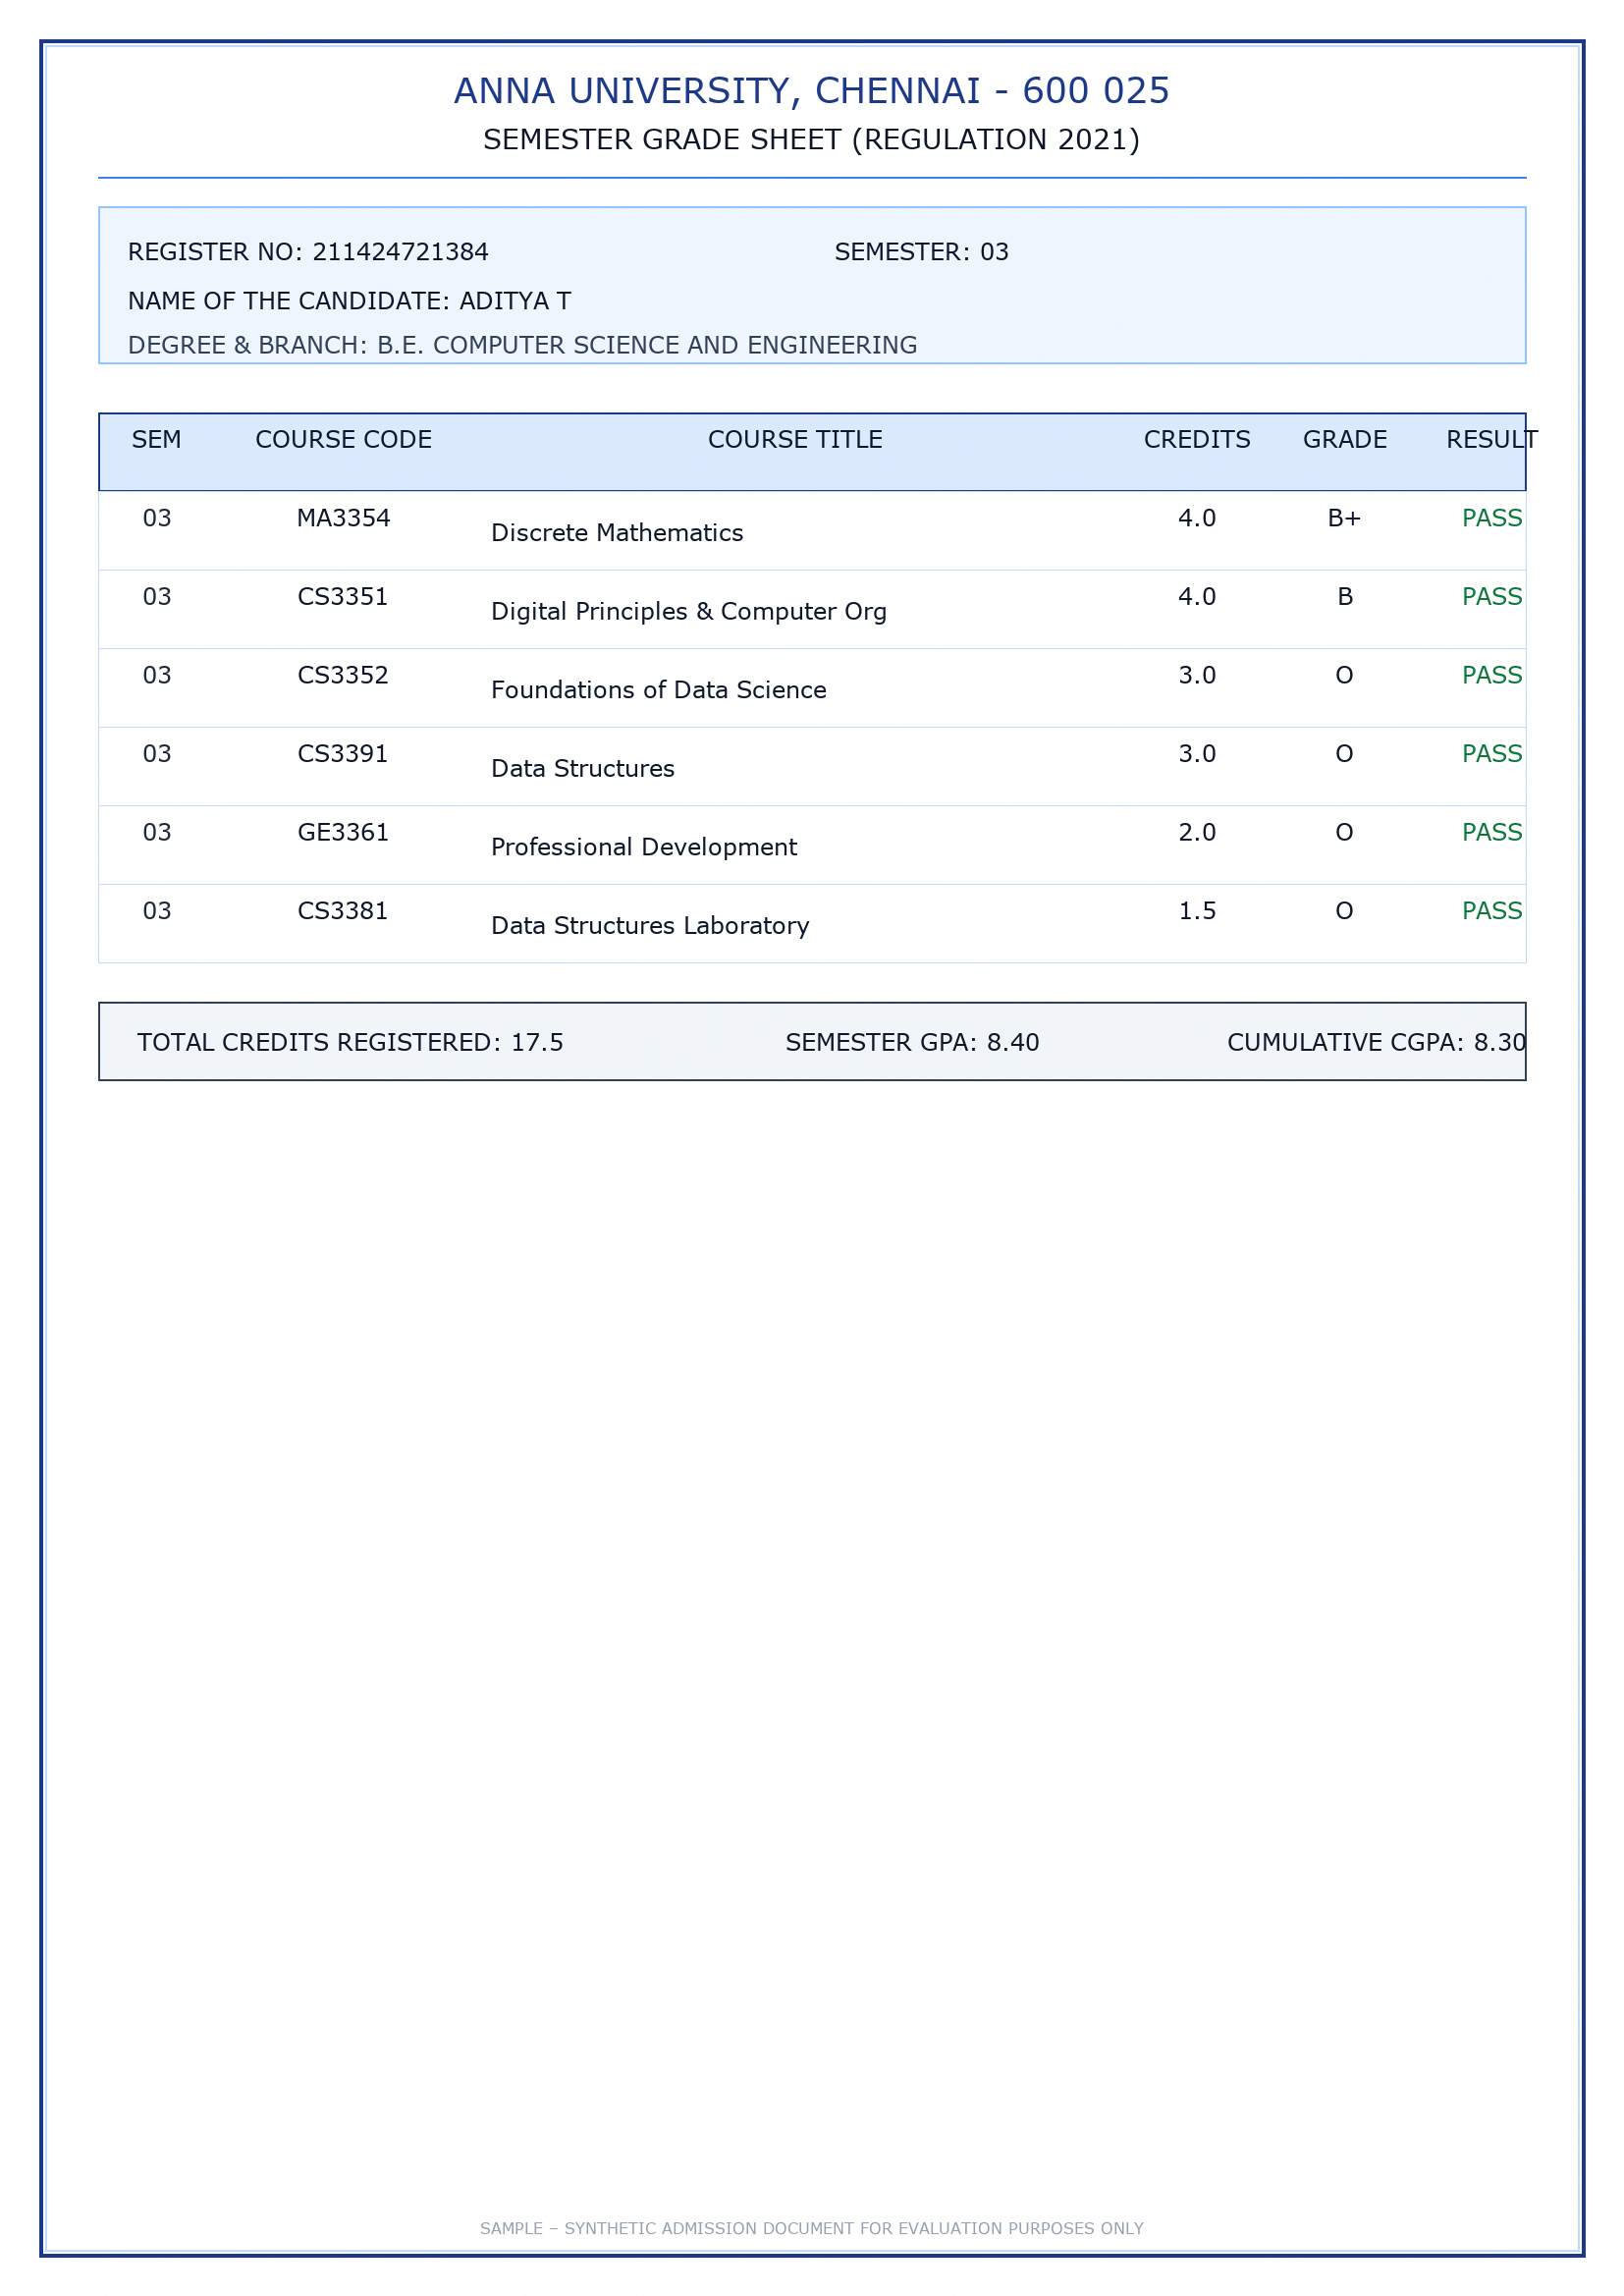 ANNA UNIVERSITY, CHENNAI - 600 025
SEMESTER GRADE SHEET (REGULATION 2021)
REGISTER NO: 211424721384 SEMESTER: 03
NAME OF THE CANDIDATE: ADITYA T
DEGREE & BRANCH: B.E. COMPUTER SCIENCE AND ENGINEERING
SEM COURSE CODE COURSE TITLE CREDITS GRADE RESULT
03 MA3354 Discrete Mathematics 4.0 B+ PASS
03 CS3351 Digital Principles & Computer Org 4.0 B PASS
03 CS3352 Foundations of Data Science 3.0 O PASS
03 CS3391 Data Structures 3.0 O PASS
03 GE3361 Professional Development 2.0 O PASS
03 CS3381 Data Structures Laboratory 1.5 O PASS
TOTAL CREDITS REGISTERED: 17.5 SEMESTER GPA: 8.40 CUMULATIVE CGPA: 8.30
SAMPLE – SYNTHETIC ADMISSION DOCUMENT FOR EVALUATION PURPOSES ONLY